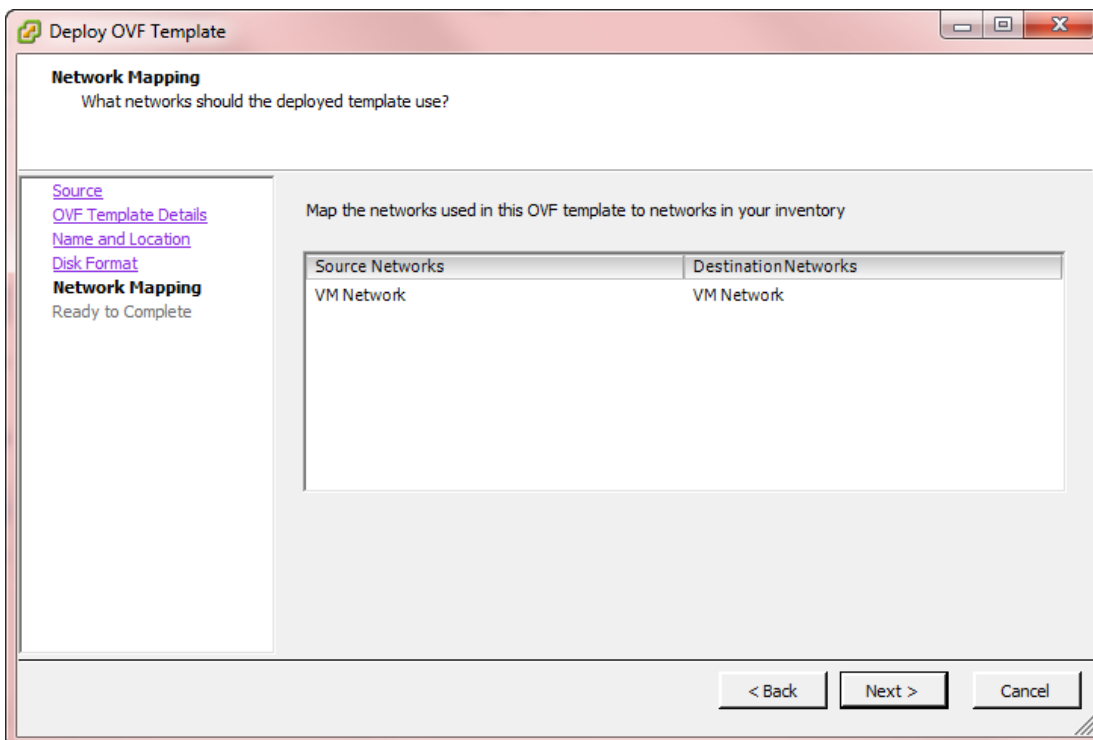 Deploy OVF Template
Network Mapping
What networks should the deployed template use?
Source
OVF Template Details
Name and Location
Disk Format
Network Mapping
Ready to Complete
Map the networks used in this OVF template to networks in your inventory
Source Networks Destination Networks
VM Network VM Network
< Back Next > Cancel